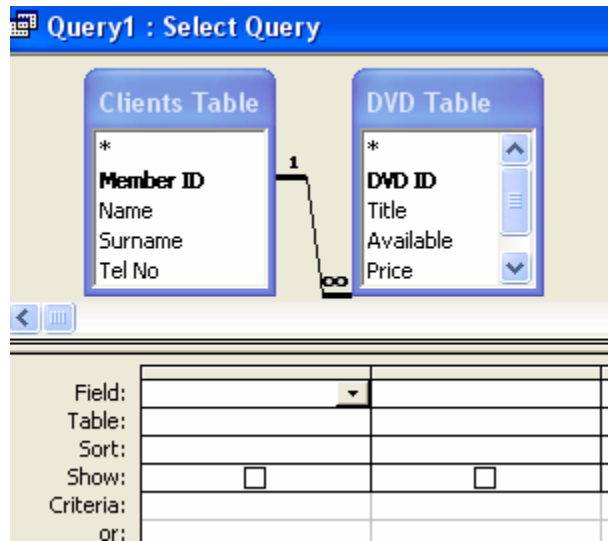 Query1 : Select Query
Clients Table
*
Member ID
Name
Surname
Tel No
1
∞
DVD Table
*
DVD ID
Title
Available
Price
Field:
Table:
Sort:
Show:
Criteria:
or: